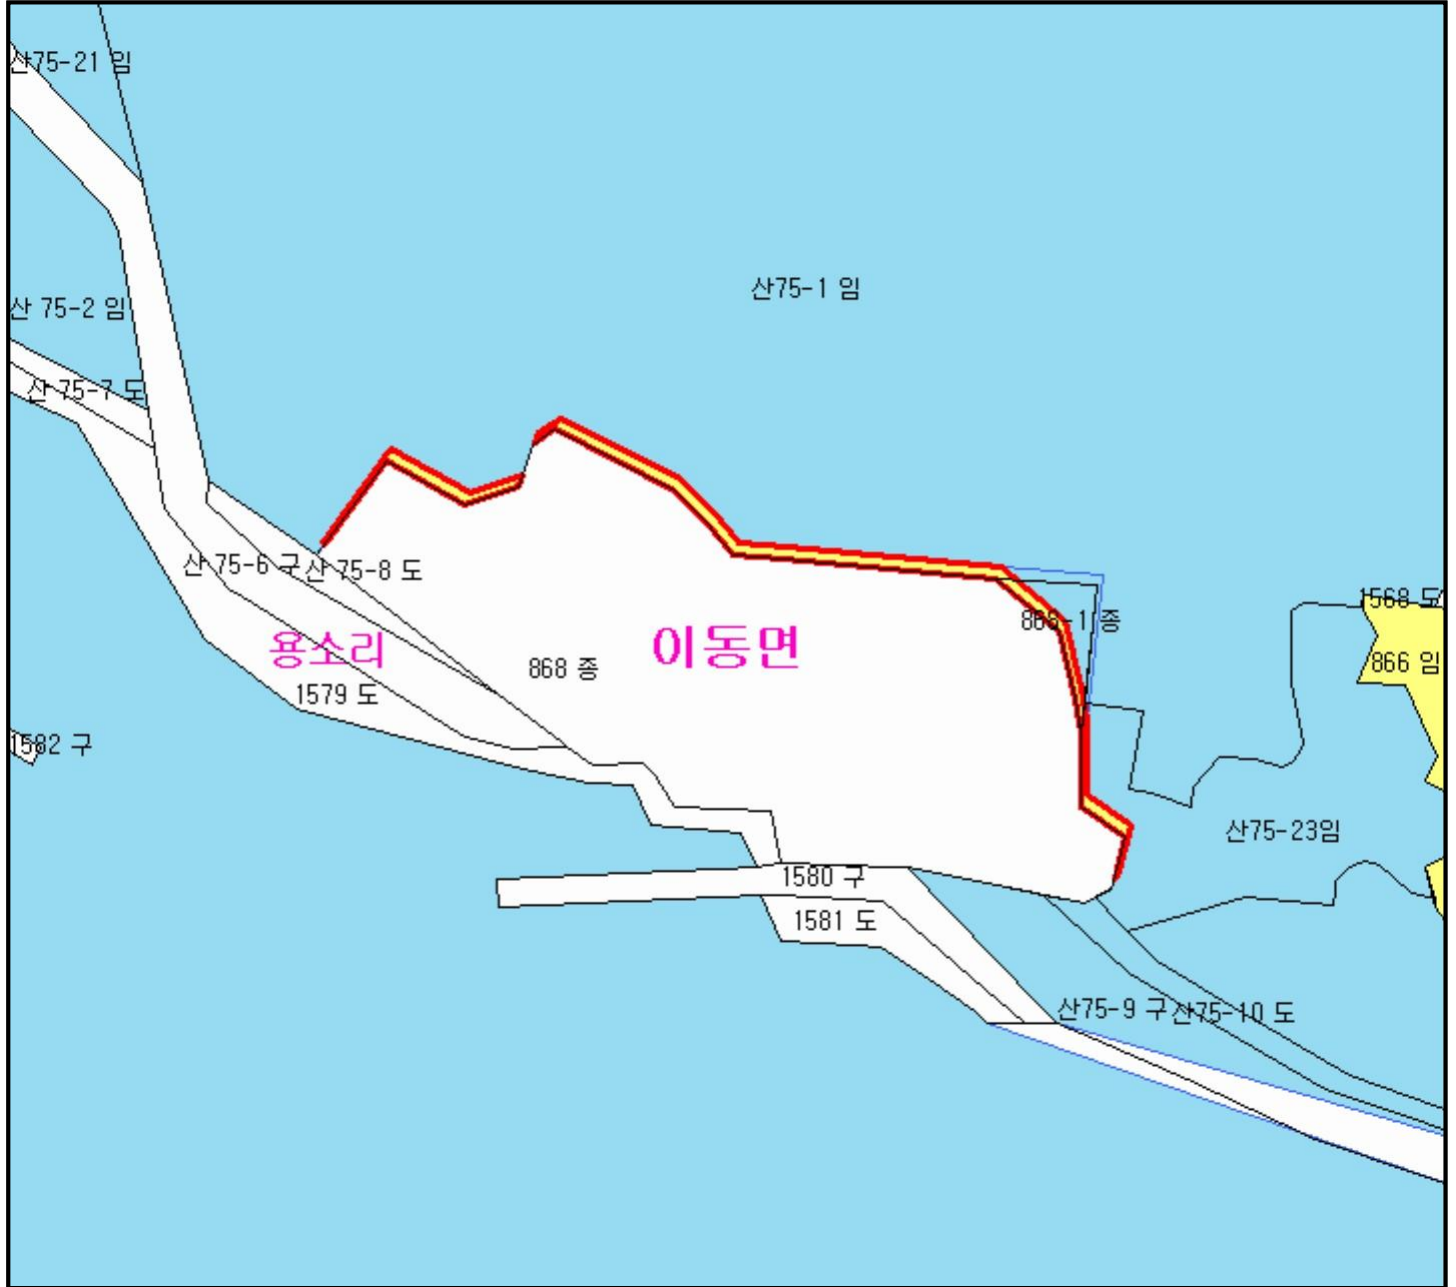 산75-21 임
산75-1 임
산 75-2 임
산 75-7 도
산 75-6 구
산 75-8 도
1568 도
868-1 종
용소리
이동면
866 임
868 종
1579 도
1582 구
산75-23임
1580 구
1581 도
산75-9 구
산75-10 도